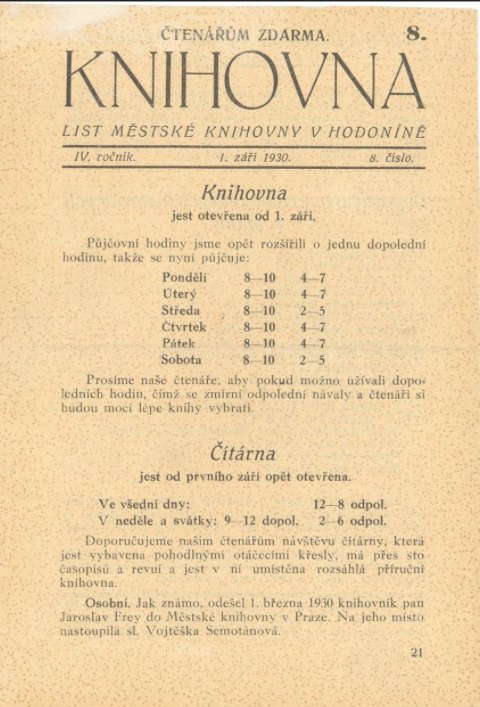 ČTENÁŘŮM ZDARMA. 8.
KNIHOVNA
LIST MĚSTSKÉ KNIHOVNY V HODONÍNĚ
IV. ročník. 1. září 1930. 8. číslo.
Knihovna
jest otevřena od 1. září.
Půjčovní hodiny jsme opět rozšířili o jednu dopolední
hodinu, takže se nyní půjčuje:
Pondělí 8—10 4—7
Úterý 8—10 4—7
Středa 8—10 2—5
Čtvrtek 8—10 4—7
Pátek 8—10 4—7
Sobota 8—10 2—5
Prosíme naše čtenáře, aby pokud možno užívali dopo-
ledních hodin, čímž se zmírní odpolední návaly a čtenáři si
budou moci lépe knihy vybrati.
Čítárna
jest od prvního září opět otevřena.
Ve všední dny: 12—8 odpol.
V neděle a svátky: 9—12 dopol. 2—6 odpol.
Doporučujeme našim čtenářům návštěvu čítárny, která
jest vybavena pohodlnými otáčecími křesly, má přes sto
časopisů a revuí a jest v ní umístěna rozsáhlá příruční
knihovna.
Osobní. Jak známo, odešel 1. března 1930 knihovník pan
Jaroslav Frey do Městské knihovny v Praze. Na jeho místo
nastoupila sl. Vojtěška Semotánová.
21